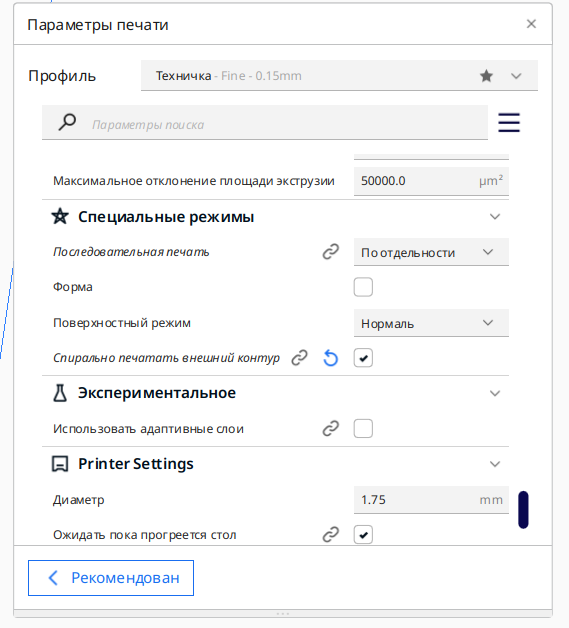 Параметры печати
Профиль
Техничка - Fine - 0.15mm
Параметры поиска
Максимальное отклонение площади экструзии 50000.0 µm²
Специальные режимы
Последовательная печать По отдельности
Форма
Поверхностный режим Нормаль
Спирально печатать внешний контур
Экспериментальное
Использовать адаптивные слои
Printer Settings
Диаметр 1.75 mm
Ожидать пока прогреется стол
Рекомендован